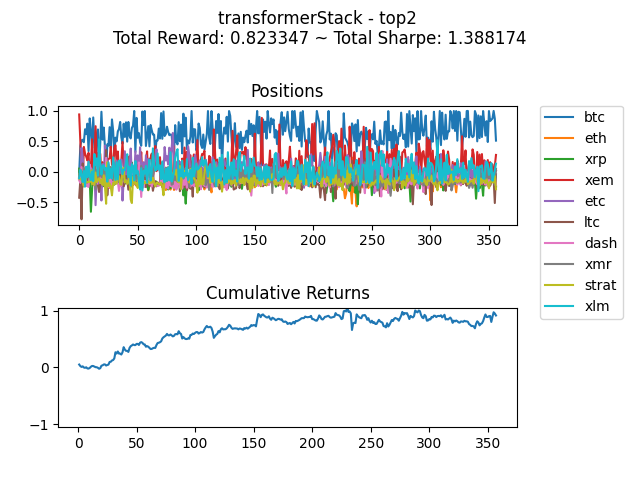 transformerStack - top2
Total Reward: 0.823347 ~ Total Sharpe: 1.388174
Positions
1.0
0.5
0.0
−0.5
0 50 100 150 200 250 300 350
btc
eth
xrp
xem
etc
ltc
dash
xmr
strat
xlm
Cumulative Returns
1
0
−1
0 50 100 150 200 250 300 350